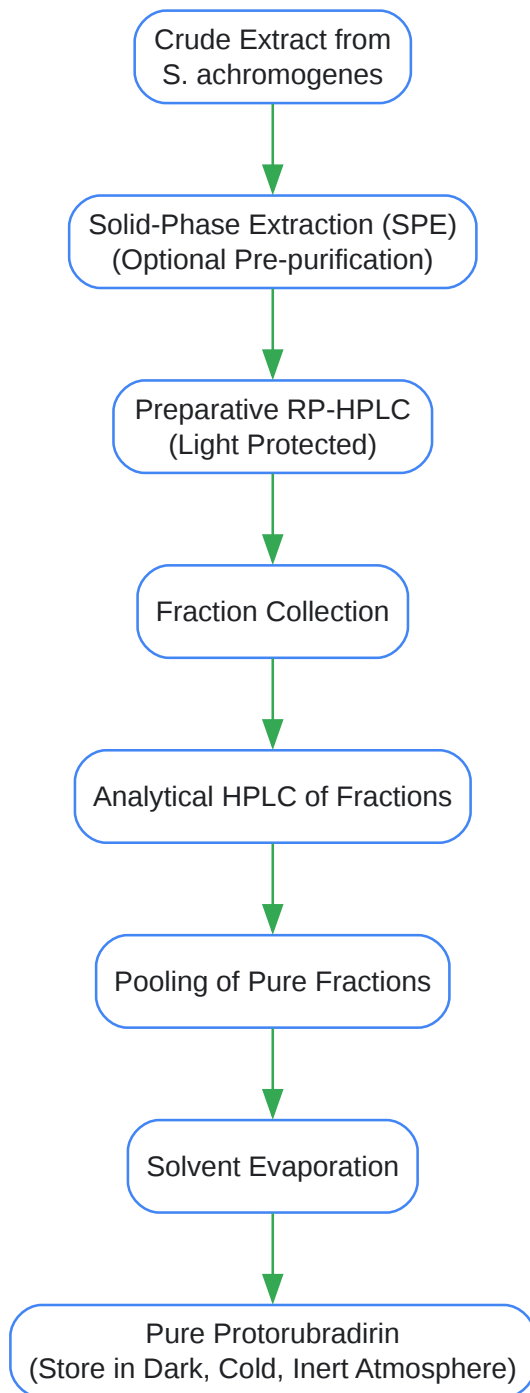 Crude Extract from
S. achromogenes
Solid-Phase Extraction (SPE)
(Optional Pre-purification)
Preparative RP-HPLC
(Light Protected)
Fraction Collection
Analytical HPLC of Fractions
Pooling of Pure Fractions
Solvent Evaporation
Pure Protorubradirin
(Store in Dark, Cold, Inert Atmosphere)